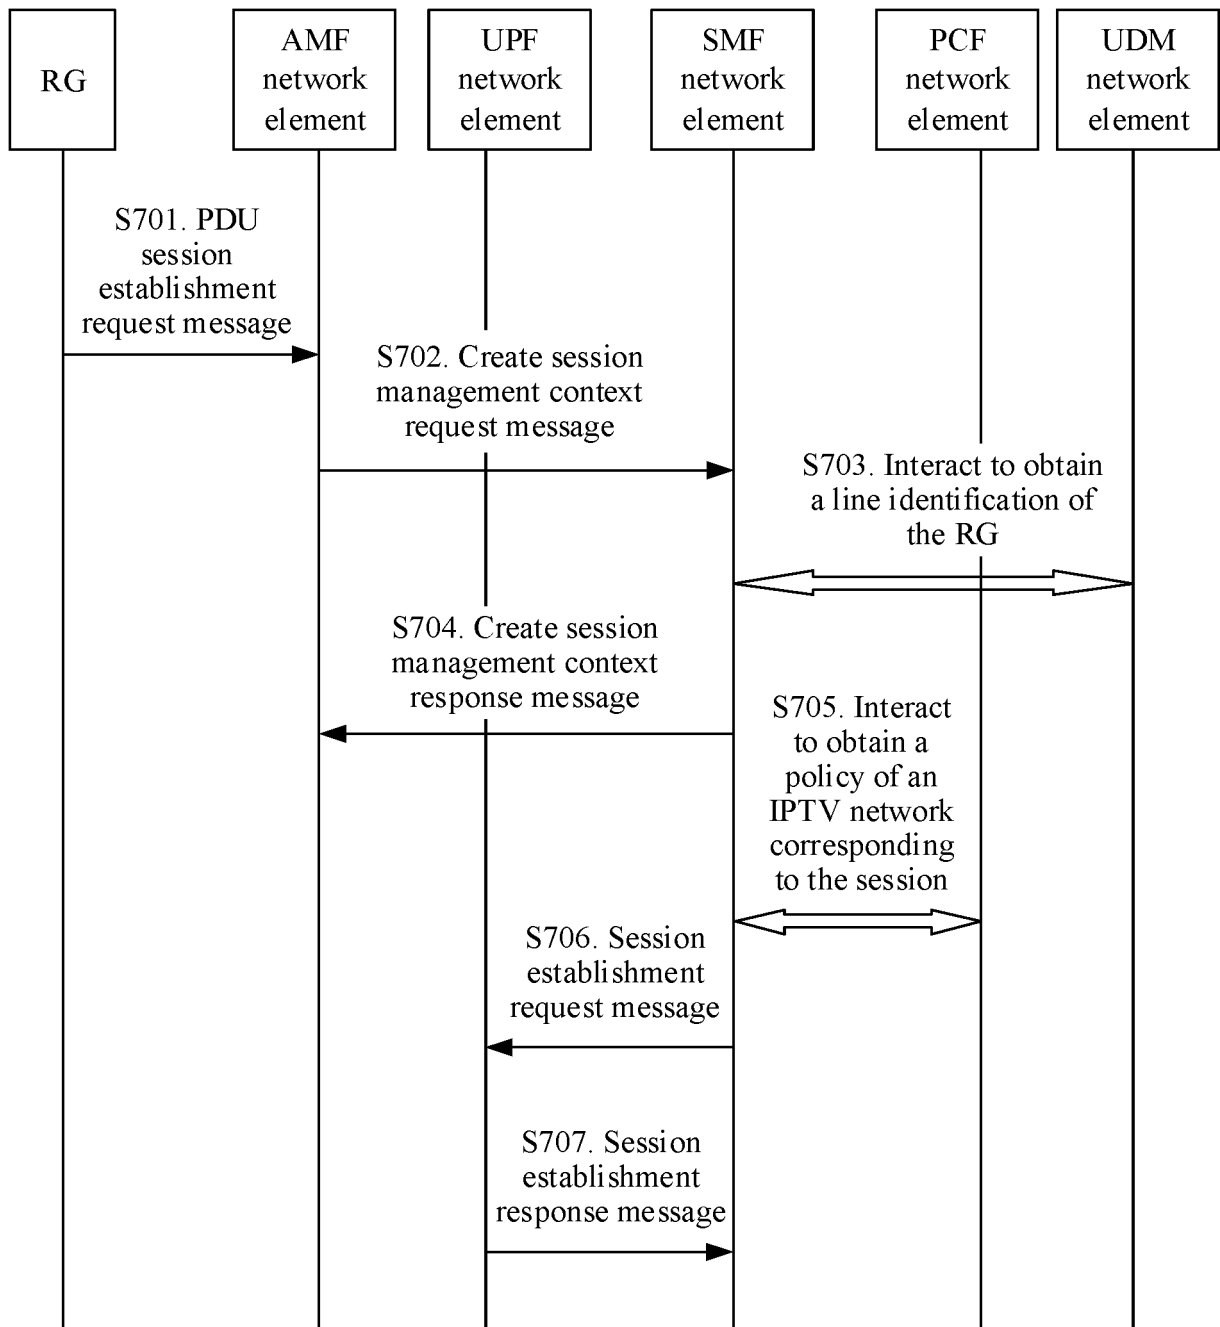 RG
AMF
network
element
UPF
network
element
SMF
network
element
PCF
network
element
UDM
network
element
S701. PDU
session
establishment
request message
S702. Create session
management context
request message
S703. Interact to obtain
a line identification of
the RG
S704. Create session
management context
response message
S705. Interact
to obtain a
policy of an
IPTV network
corresponding
to the session
S706. Session
establishment
request message
S707. Session
establishment
response message